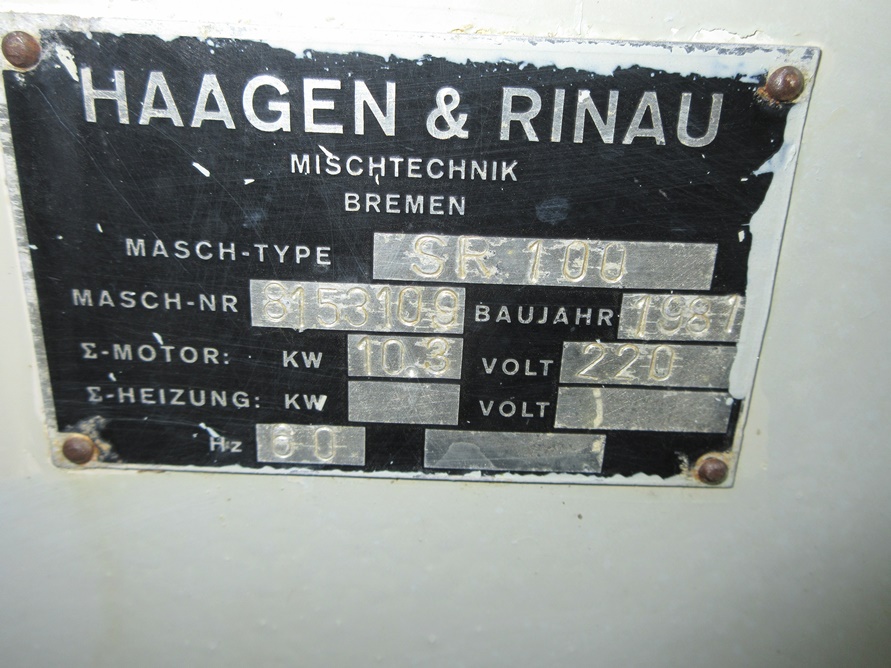 HAAGEN & RINAU
MISCHTECHNIK
BREMEN
MASCH-TYPE SR 100
MASCH-NR 8153109 BAUJAHR 1981
Σ-MOTOR: KW 10.3 VOLT 220
Σ-HEIZUNG: KW VOLT
Hz 60